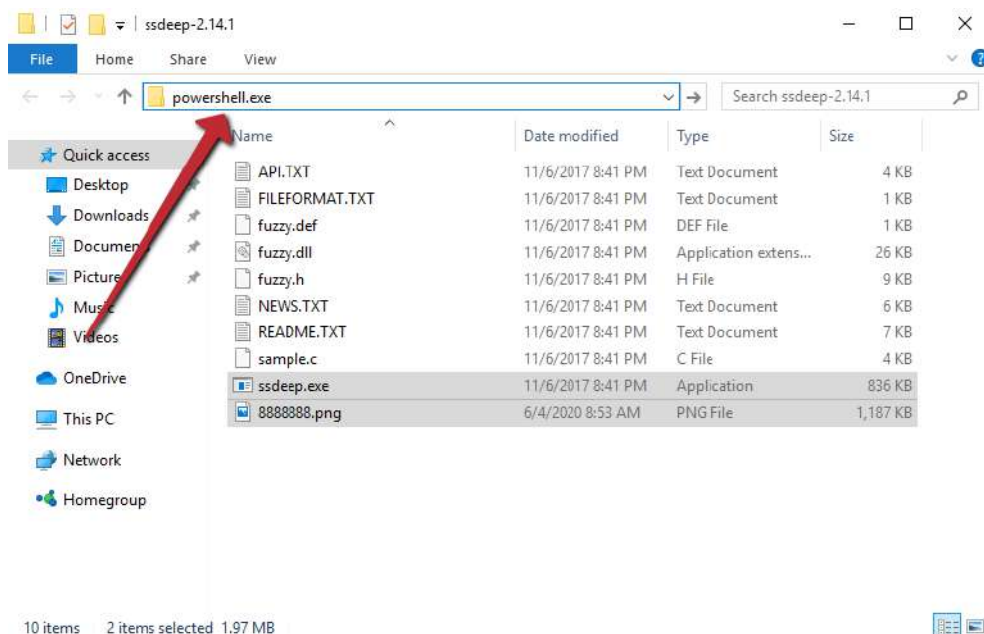 ssdeep-2.14.1
File Home Share View
powershell.exe Search ssdeep-2.14.1
Name Date modified Type Size
Quick access
Desktop
Downloads
Documen
Picture
Music
Videos
OneDrive
This PC
Network
Homegroup
API.TXT 11/6/2017 8:41 PM Text Document 4 KB
FILEFORMAT.TXT 11/6/2017 8:41 PM Text Document 1 KB
fuzzy.def 11/6/2017 8:41 PM DEF File 1 KB
fuzzy.dll 11/6/2017 8:41 PM Application extens... 26 KB
fuzzy.h 11/6/2017 8:41 PM H File 9 KB
NEWS.TXT 11/6/2017 8:41 PM Text Document 6 KB
README.TXT 11/6/2017 8:41 PM Text Document 7 KB
sample.c 11/6/2017 8:41 PM C File 4 KB
ssdeep.exe 11/6/2017 8:41 PM Application 836 KB
8888888.png 6/4/2020 8:53 AM PNG File 1,187 KB
10 items 2 items selected 1.97 MB